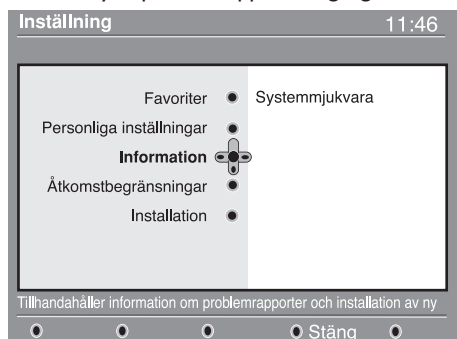 Inställning 11:46
Favoriter Systemmjukvara
Personliga inställningar
Information
Åtkomstbegränsningar
Installation
Tillhandahåller information om problemrapporter och installation av ny
Stäng